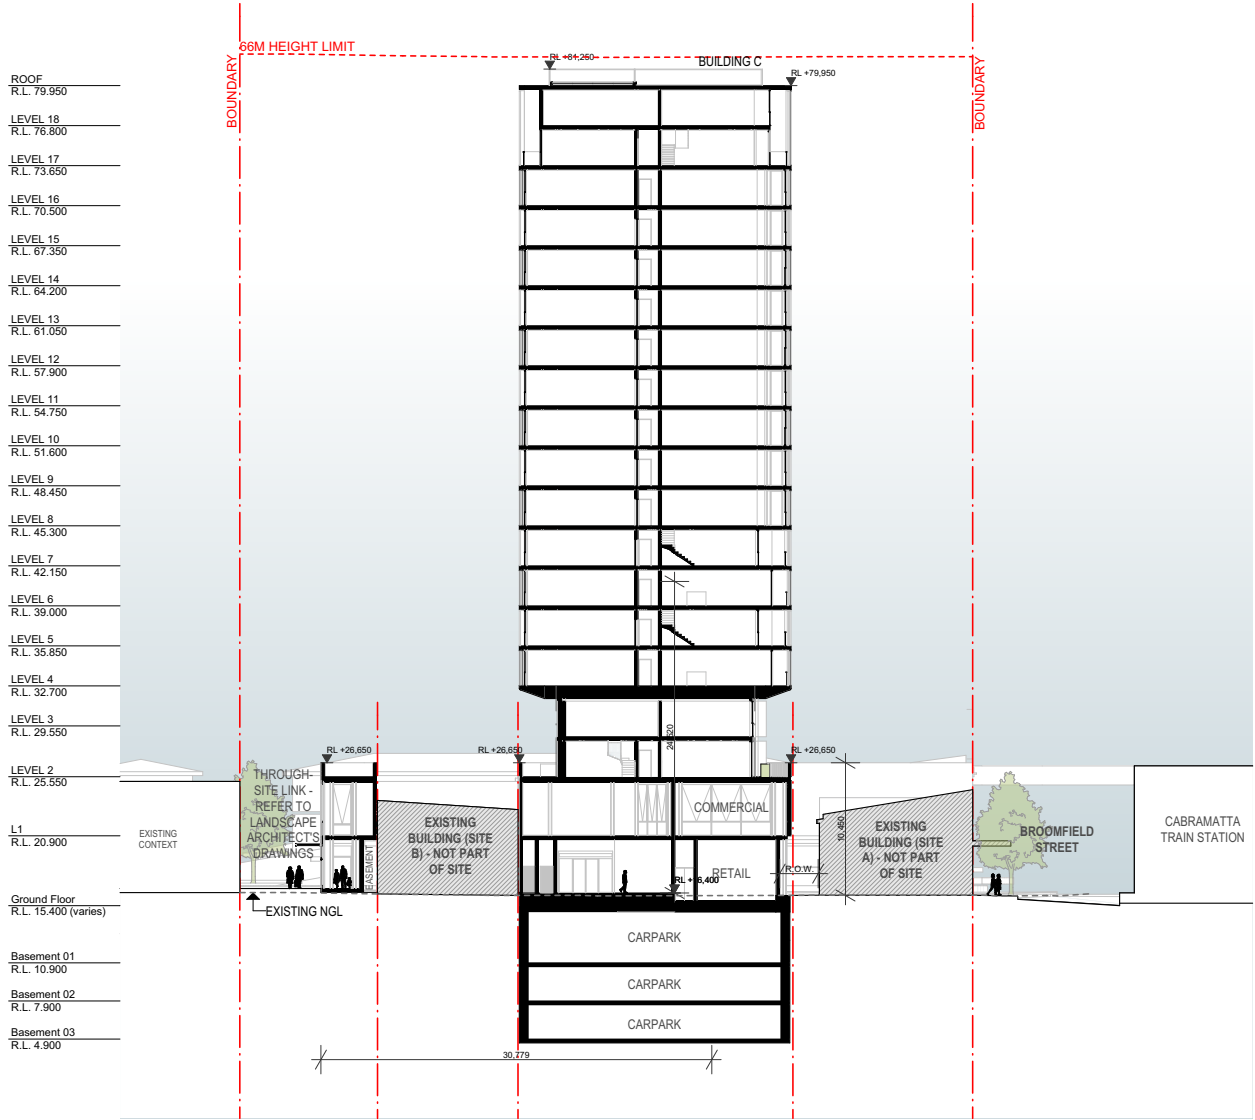 66M HEIGHT LIMIT
BOUNDARY
BOUNDARY
RL +81,250
BUILDING C
RL +79,950
ROOF
R.L. 79.950
LEVEL 18
R.L. 76.800
LEVEL 17
R.L. 73.650
LEVEL 16
R.L. 70.500
LEVEL 15
R.L. 67.350
LEVEL 14
R.L. 64.200
LEVEL 13
R.L. 61.050
LEVEL 12
R.L. 57.900
LEVEL 11
R.L. 54.750
LEVEL 10
R.L. 51.600
LEVEL 9
R.L. 48.450
LEVEL 8
R.L. 45.300
LEVEL 7
R.L. 42.150
LEVEL 6
R.L. 39.000
LEVEL 5
R.L. 35.850
LEVEL 4
R.L. 32.700
LEVEL 3
R.L. 29.550
LEVEL 2
R.L. 25.550
L1
R.L. 20.900
Ground Floor
R.L. 15.400 (varies)
Basement 01
R.L. 10.900
Basement 02
R.L. 7.900
Basement 03
R.L. 4.900
RL +26,650
RL +26,650
RL +26,650
THROUGH-
SITE LINK -
REFER TO
LANDSCAPE
ARCHITECT'S
DRAWINGS
EXISTING
CONTEXT
EASEMENT
EXISTING
BUILDING (SITE
B) - NOT PART
OF SITE
COMMERCIAL
RETAIL
10,450
R.O.W
EXISTING
BUILDING (SITE
A) - NOT PART
OF SITE
BROOMFIELD
STREET
CABRAMATTA
TRAIN STATION
EXISTING NGL
CARPARK
CARPARK
CARPARK
30,779